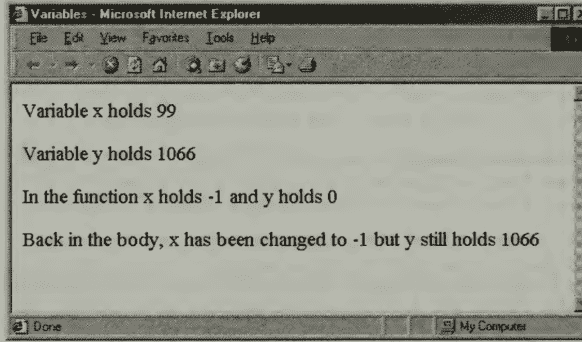 Variables - Microsoft Internet Explorer
File Edit View Favorites Tools Help
Variable x holds 99
Variable y holds 1066
In the function x holds -1 and y holds 0
Back in the body, x has been changed to -1 but y still holds 1066
Done My Computer